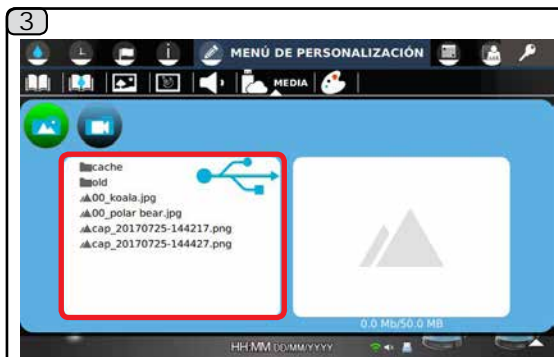 3
MENÚ DE PERSONALIZACIÓN
MEDIA
cache
old
00_koala.jpg
00_polar bear.jpg
cap_20170725-144217.png
cap_20170725-144427.png
0.0 Mb/50.0 MB
HH:MM DD/MM/YYYY